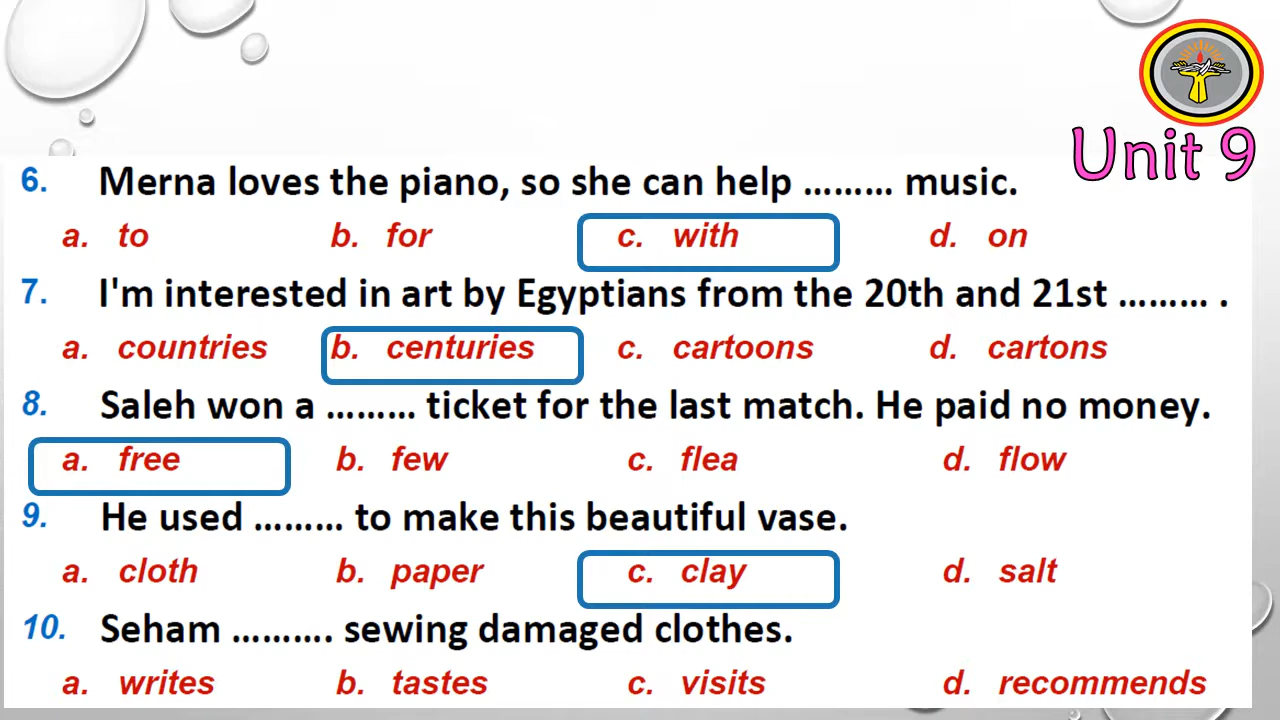 Unit 9
6. Merna loves the piano, so she can help ......... music.
a. to b. for c. with d. on
7. I'm interested in art by Egyptians from the 20th and 21st ......... .
a. countries b. centuries c. cartoons d. cartons
8. Saleh won a ......... ticket for the last match. He paid no money.
a. free b. few c. flea d. flow
9. He used ......... to make this beautiful vase.
a. cloth b. paper c. clay d. salt
10. Seham .......... sewing damaged clothes.
a. writes b. tastes c. visits d. recommends